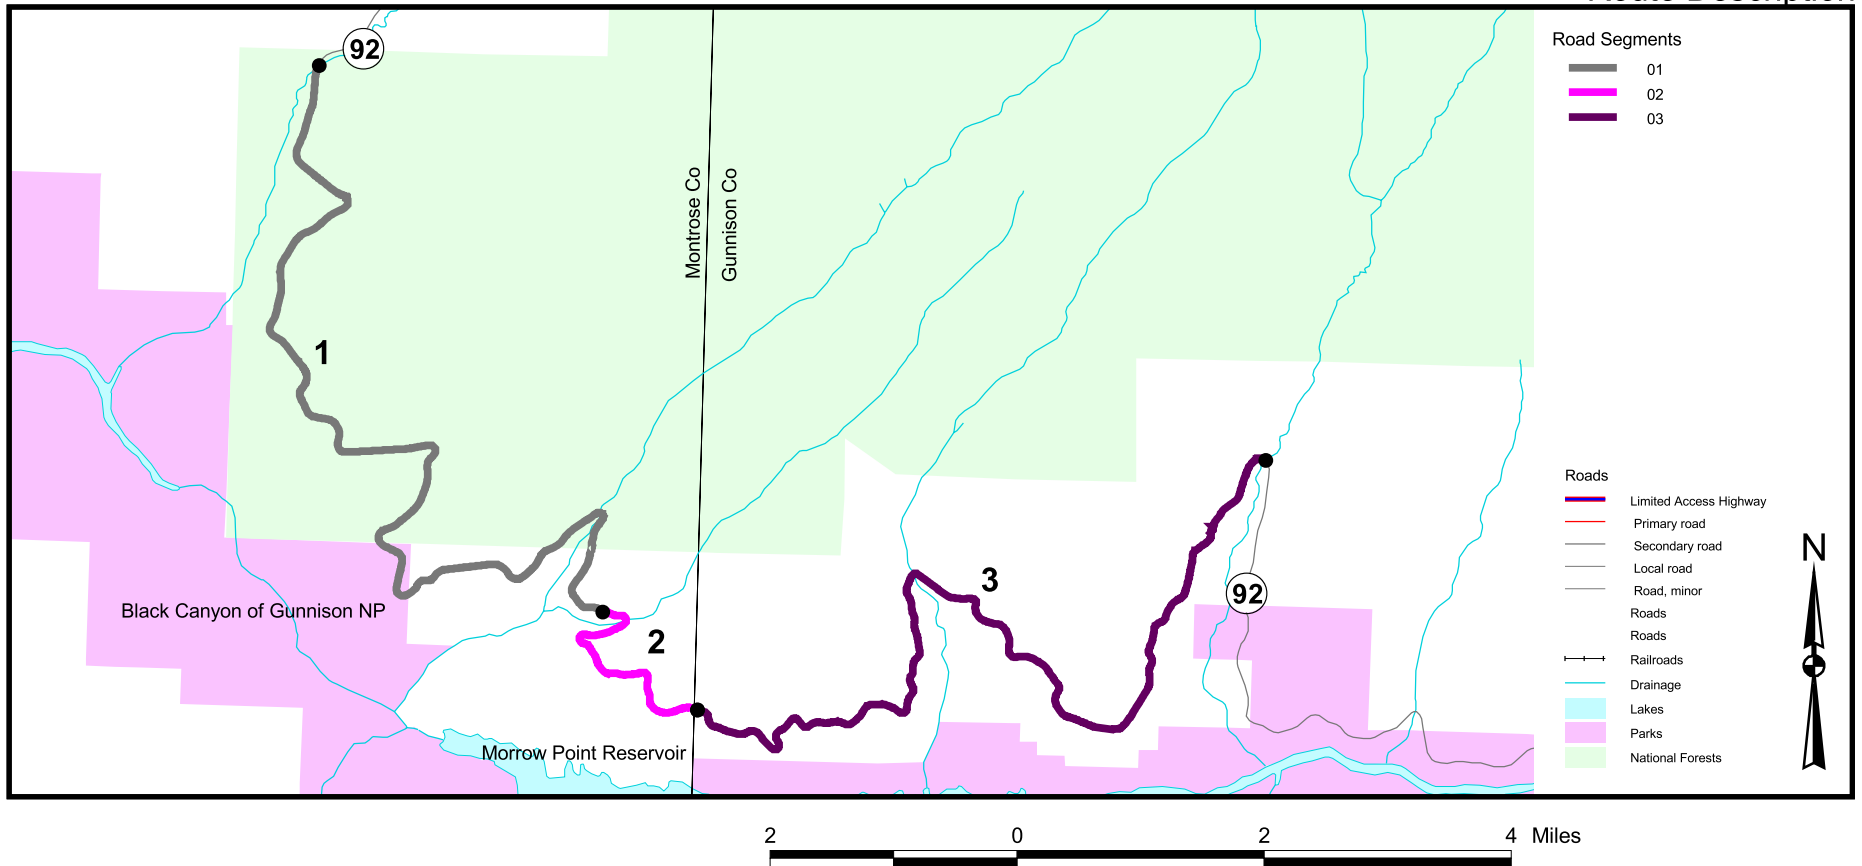 Route Description
92
Road Segments
01
02
03
Montrose Co
Gunnison Co
1
Roads
Limited Access Highway
Primary road
Secondary road
Local road
Road, minor
Roads
Roads
Railroads
Drainage
Lakes
Parks
National Forests
N
3
92
Black Canyon of Gunnison NP
2
Morrow Point Reservoir
2 0 2 4 Miles